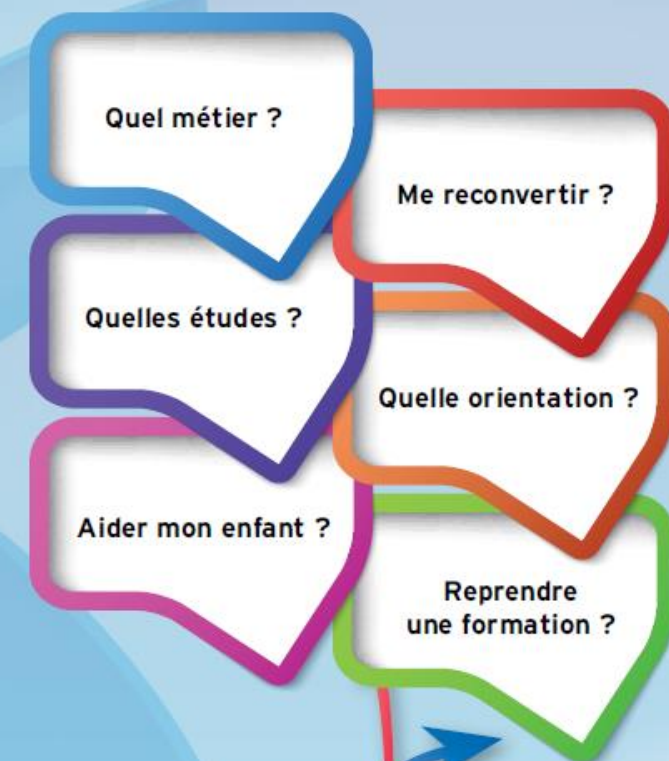 Quel métier ?
Me reconvertir ?
Quelles études ?
Quelle orientation ?
Aider mon enfant ?
Reprendre
une formation ?